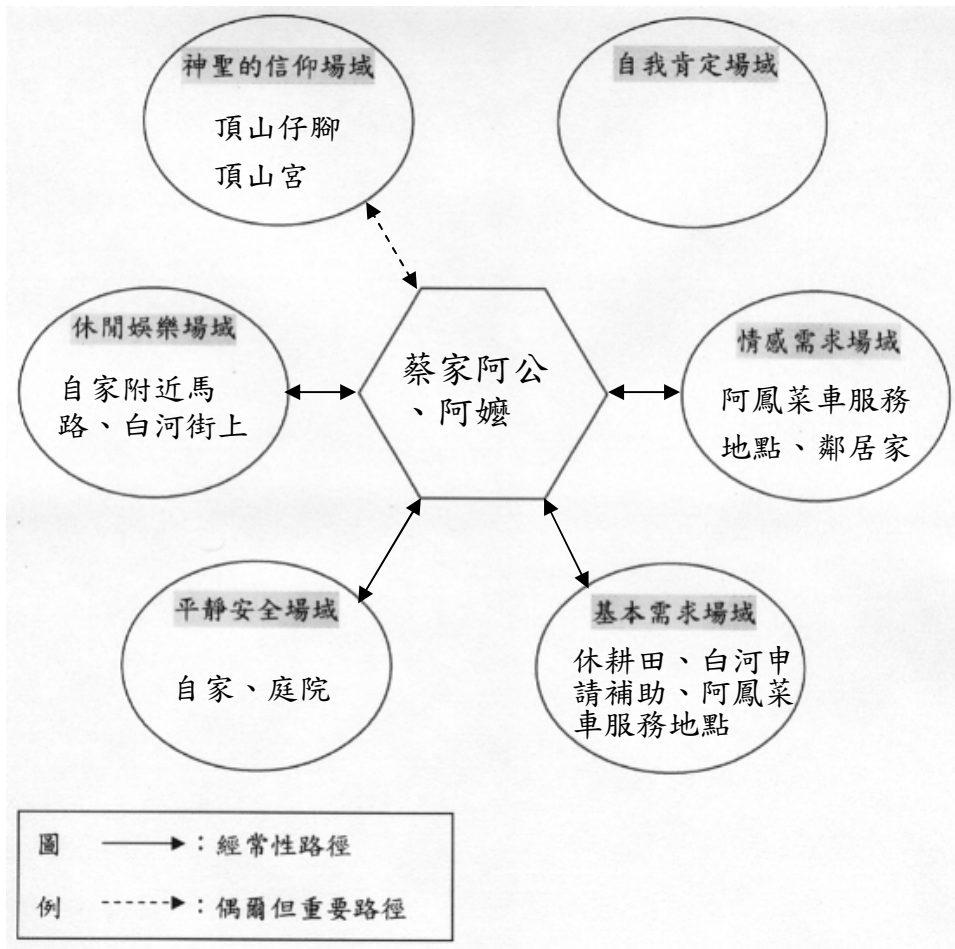 神聖的信仰場域
頂山仔腳
頂山宮
自我肯定場域
休閒娛樂場域
自家附近馬
路、白河街上
蔡家阿公
、阿嬤
情感需求場域
阿鳳菜車服務
地點、鄰居家
平靜安全場域
自家、庭院
基本需求場域
休耕田、白河申
請補助、阿鳳菜
車服務地點
圖 :經常性路徑
例 :偶爾但重要路徑